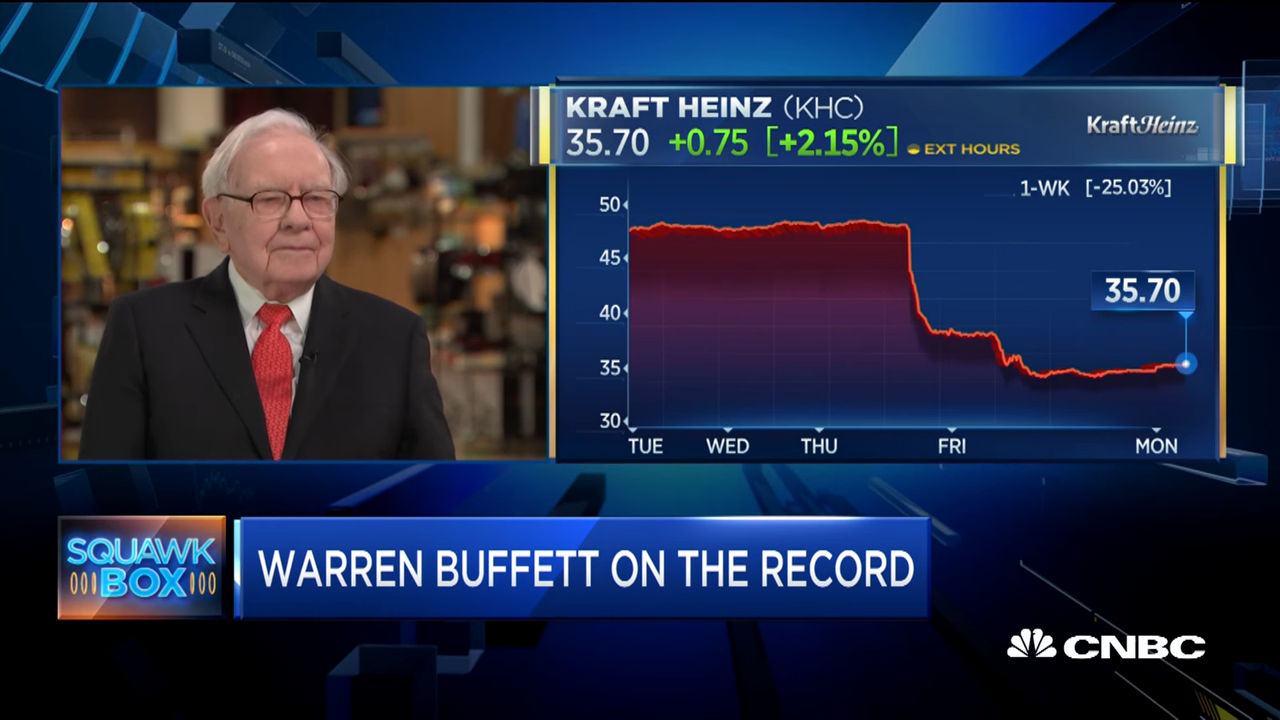 KRAFT HEINZ (KHC)
35.70 +0.75 [+2.15%] EXT HOURS
KraftHeinz
1-WK [-25.03%]
50
45
40
35
30
35.70
TUE WED THU FRI MON
SQUAWK
BOX
WARREN BUFFETT ON THE RECORD
CNBC